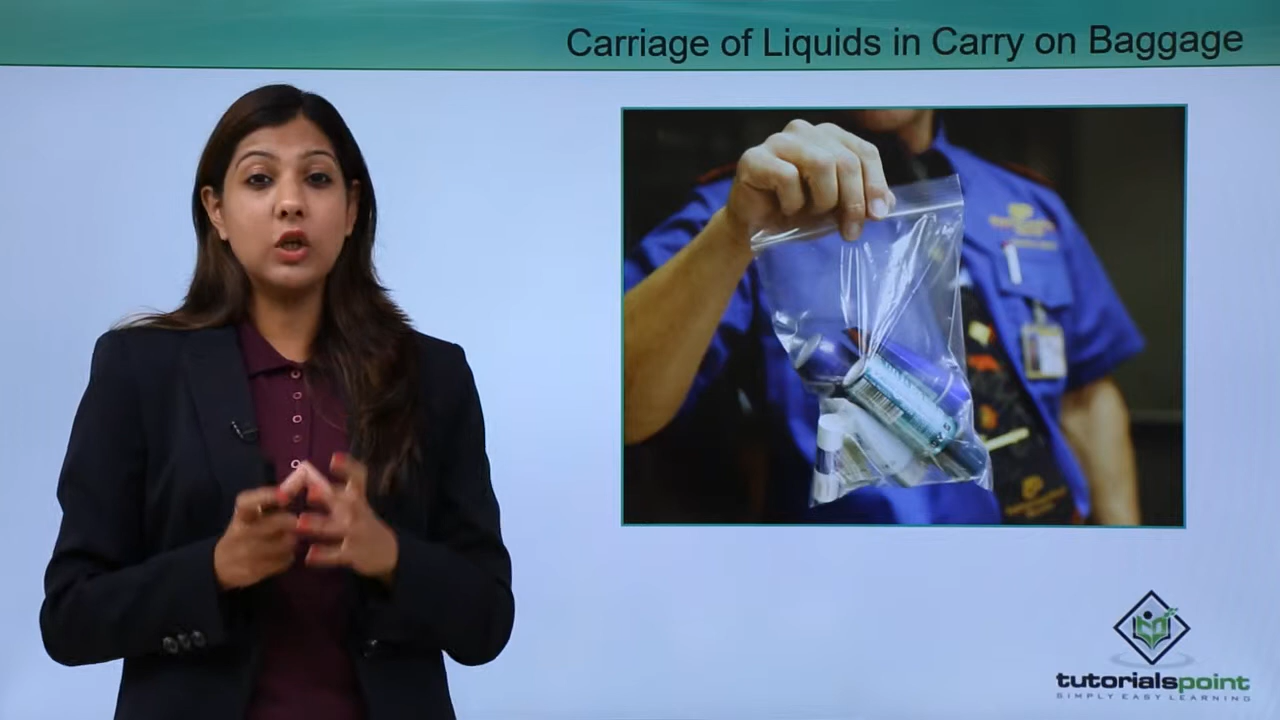 Carriage of Liquids in Carry on Baggage
tutorialspoint
SIMPLY EASY LEARNING